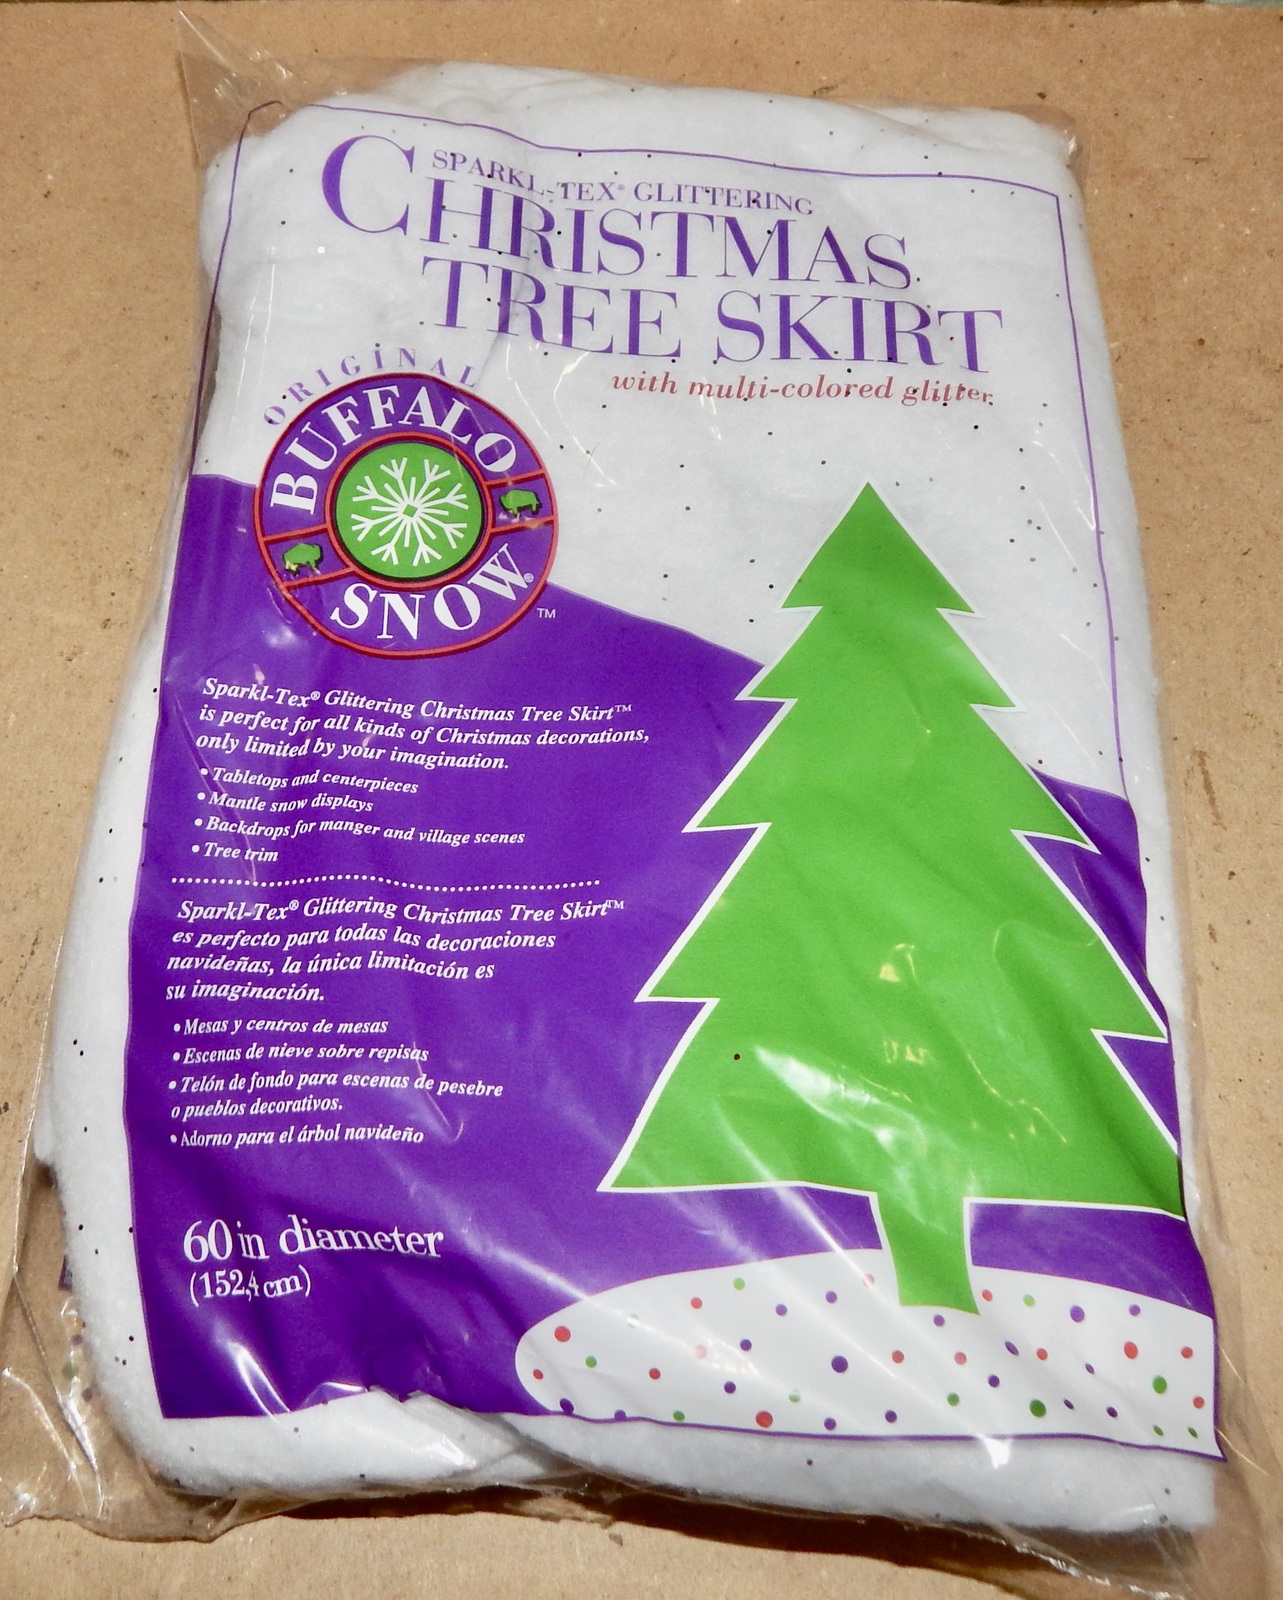 SPARKL-TEX® GLITTERING
CHRISTMAS
TREE SKIRT
with multi-colored glitter
ORIGINAL
BUFFALO
SNOW®
™
Sparkl-Tex® Glittering Christmas Tree Skirt™
is perfect for all kinds of Christmas decorations,
only limited by your imagination.
• Tabletops and centerpieces
• Mantle snow displays
• Backdrops for manger and village scenes
• Tree trim
Sparkl-Tex® Glittering Christmas Tree Skirt™
es perfecto para todas las decoraciones
navideñas, la única limitación es
su imaginación.
• Mesas y centros de mesas
• Escenas de nieve sobre repisas
• Telón de fondo para escenas de pesebre
o pueblos decorativos.
• Adorno para el árbol navideño
60 in diameter
(152,4 cm)